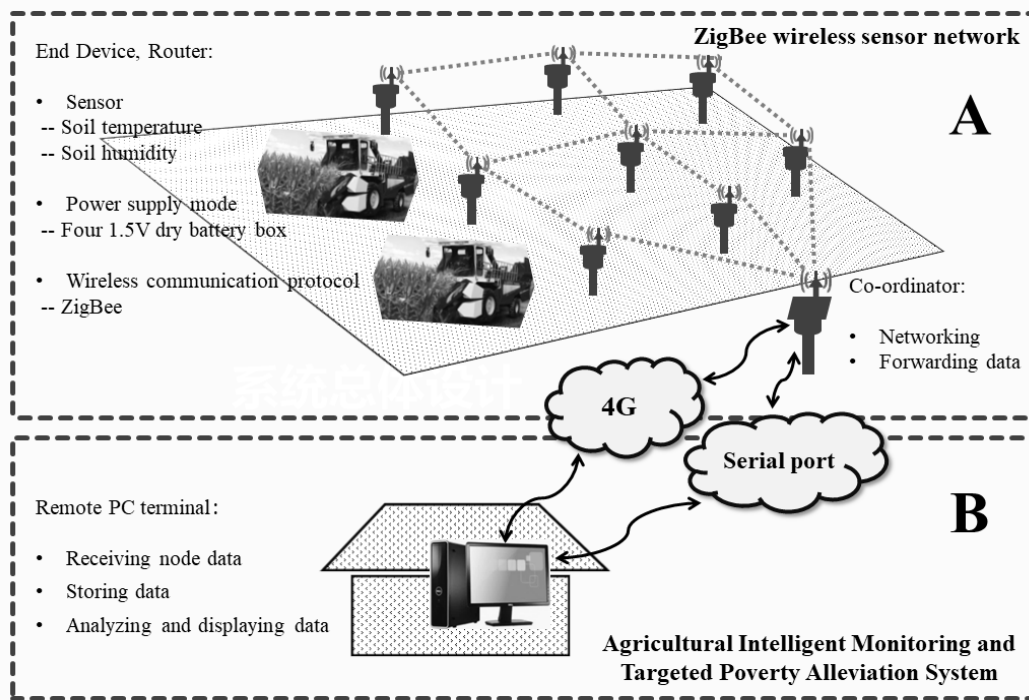 ZigBee wireless sensor network
End Device, Router:
• Sensor
-- Soil temperature
-- Soil humidity
• Power supply mode
-- Four 1.5V dry battery box
• Wireless communication protocol
-- ZigBee
A
Co-ordinator:
• Networking
• Forwarding data
系统总体设计
4G
Serial port
B
Remote PC terminal:
• Receiving node data
• Storing data
• Analyzing and displaying data
Agricultural Intelligent Monitoring and
Targeted Poverty Alleviation System